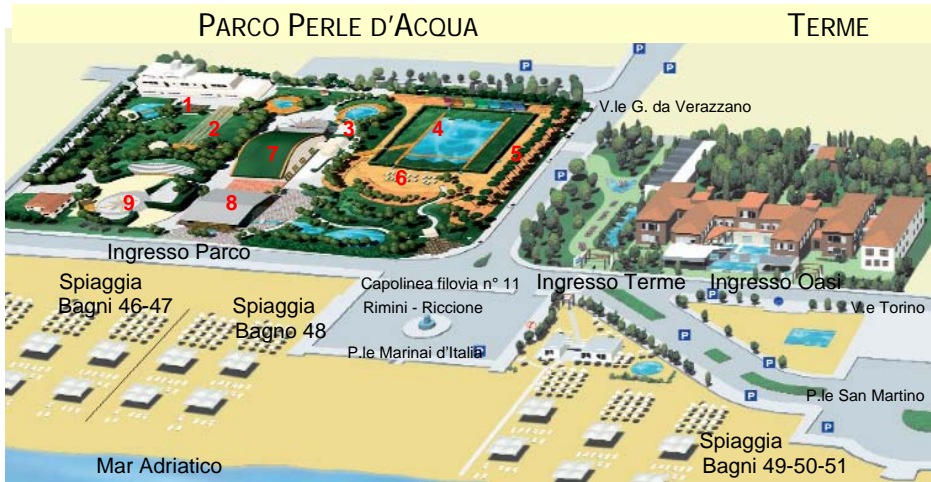 PARCO PERLE D'ACQUA
TERME
P
P
P
V.le G. da Verazzano
1
2
3
4
5
6
7
8
9
P
Ingresso Parco
Spiaggia
Bagni 46-47
Spiaggia
Bagno 48
Capolinea filovia n° 11
Rimini - Riccione
P.le Marinai d'Italia
Ingresso Terme
Ingresso Oasi
V.e Torino
P
P
P
P
P
P
P
P
P
P.le San Martino
Spiaggia
Bagni 49-50-51
Mar Adriatico